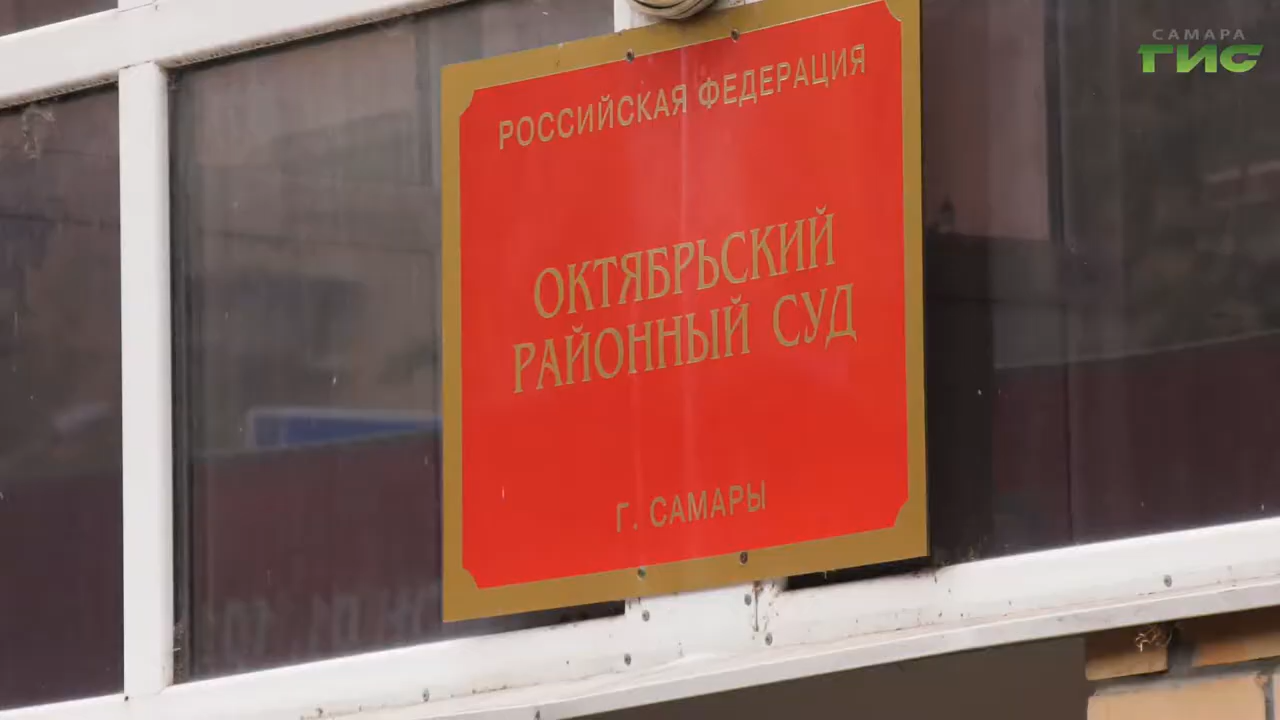 САМАРА
ГИС
РОССИЙСКАЯ ФЕДЕРАЦИЯ
ОКТЯБРЬСКИЙ
РАЙОННЫЙ СУД
Г. САМАРЫ